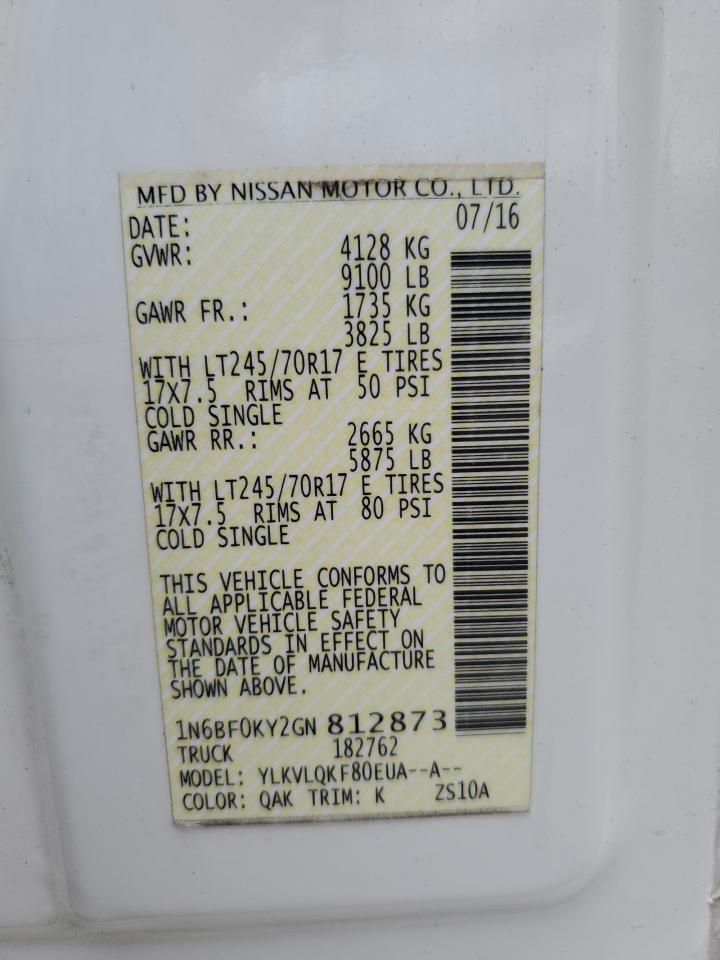 MFD BY NISSAN MOTOR CO., LTD.
DATE: 07/16
GVWR: 4128 KG
9100 LB
GAWR FR.: 1735 KG
3825 LB
WITH LT245/70R17 E TIRES
17X7.5 RIMS AT 50 PSI
COLD SINGLE
GAWR RR.: 2665 KG
5875 LB
WITH LT245/70R17 E TIRES
17X7.5 RIMS AT 80 PSI
COLD SINGLE
THIS VEHICLE CONFORMS TO
ALL APPLICABLE FEDERAL
MOTOR VEHICLE SAFETY
STANDARDS IN EFFECT ON
THE DATE OF MANUFACTURE
SHOWN ABOVE.
1N6BF0KY2GN 812873
TRUCK 182762
MODEL: YLKVLQKF80EUA--A--
COLOR: QAK TRIM: K ZS10A